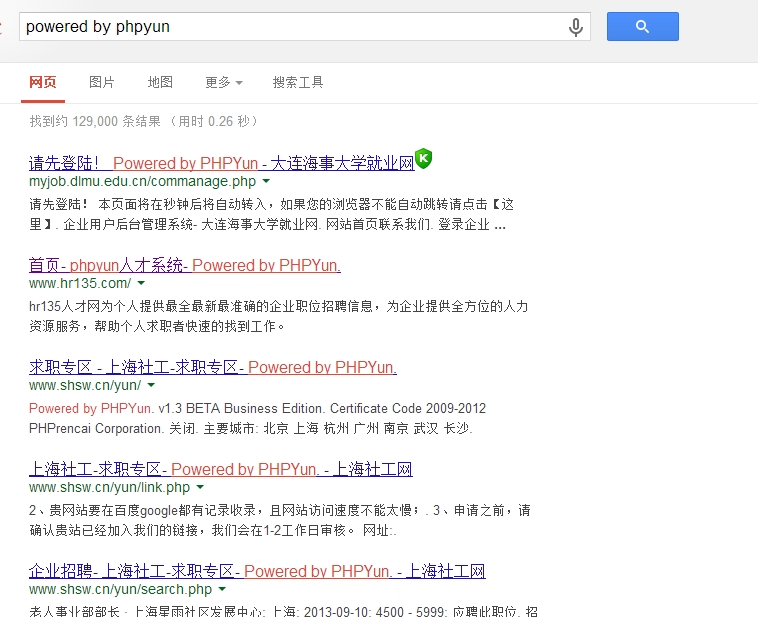 powered by phpyun
网页 图片 地图 更多 搜索工具
找到约 129,000 条结果 （用时 0.26 秒）
请先登陆！ Powered by PHPYun - 大连海事大学就业网 K
myjob.dlmu.edu.cn/commanage.php
请先登陆！ 本页面将在秒钟后将自动转入，如果您的浏览器不能自动跳转请点击【这
里】. 企业用户后台管理系统- 大连海事大学就业网. 网站首页联系我们. 登录企业 ...
首页- phpyun人才系统- Powered by PHPYun.
www.hr135.com/
hr135人才网为个人提供最全最新最准确的企业职位招聘信息，为企业提供全方位的人力
资源服务，帮助个人求职者快速的找到工作。
求职专区 - 上海社工-求职专区- Powered by PHPYun.
www.shsw.cn/yun/
Powered by PHPYun. v1.3 BETA Business Edition. Certificate Code 2009-2012
PHPrencai Corporation. 关闭. 主要城市: 北京 上海 杭州 广州 南京 武汉 长沙.
上海社工-求职专区- Powered by PHPYun. - 上海社工网
www.shsw.cn/yun/link.php
2、贵网站要在百度google都有记录收录，且网站访问速度不能太慢；. 3、申请之前，请
确认贵站已经加入我们的链接，我们会在1-2工作日审核。 网址:.
企业招聘- 上海社工-求职专区- Powered by PHPYun. - 上海社工网
www.shsw.cn/yun/search.php
老人事业部部长 · 上海星雨社区发展中心: 上海: 2013-09-10: 4500 - 5999: 应聘此职位. 招